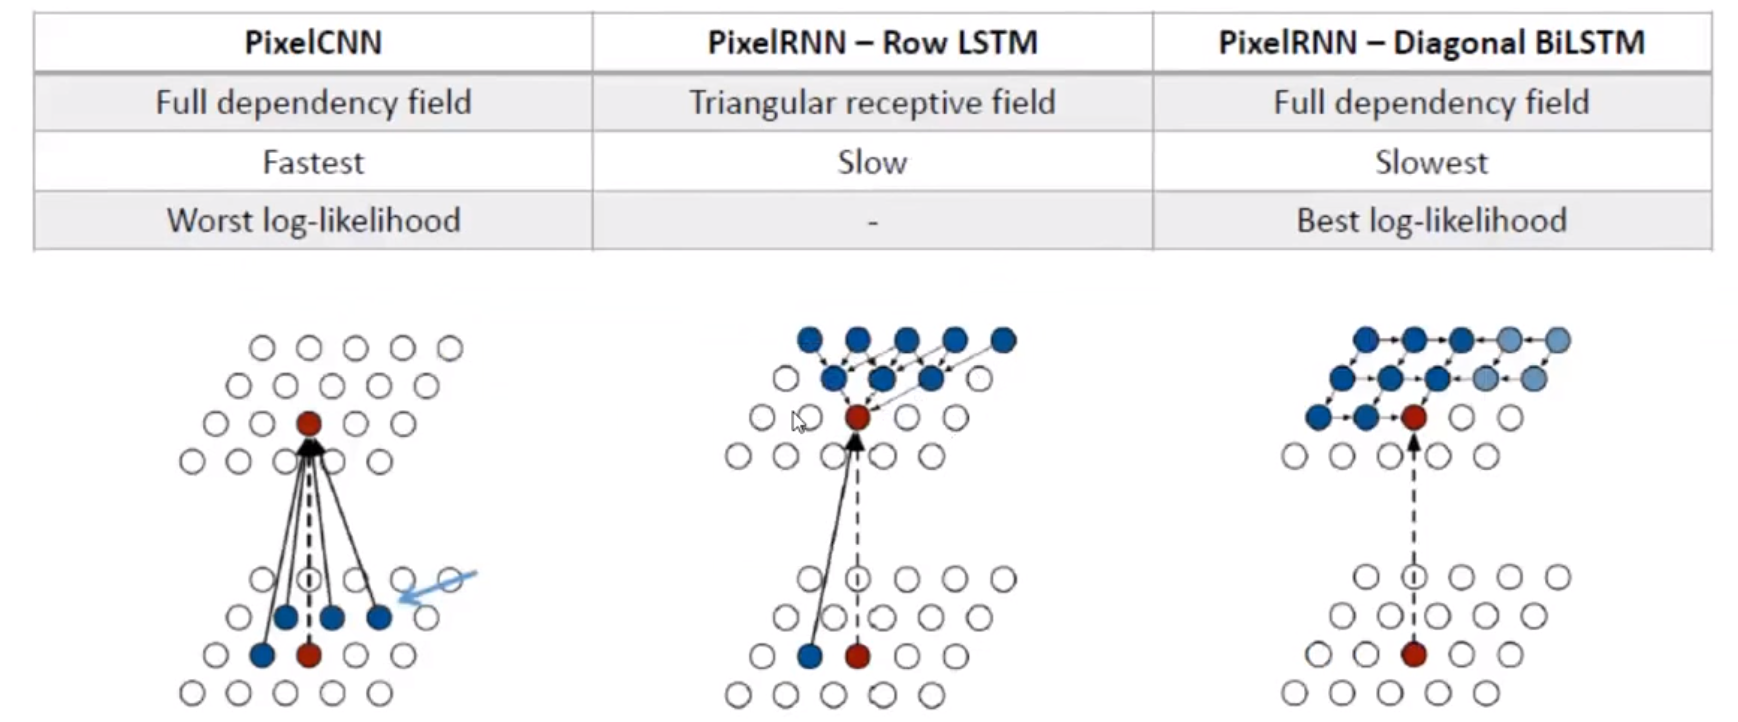 PixelCNN PixelRNN – Row LSTM PixelRNN – Diagonal BiLSTM
Full dependency field Triangular receptive field Full dependency field
Fastest Slow Slowest
Worst log-likelihood - Best log-likelihood